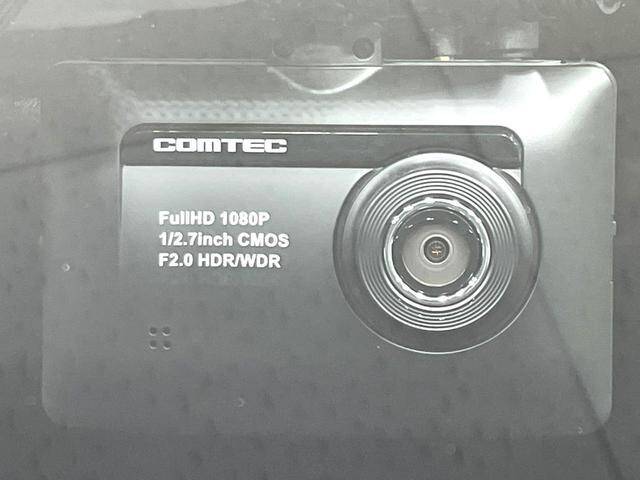 COMTEC
FullHD 1080P
1/2.7inch CMOS
F2.0 HDR/WDR